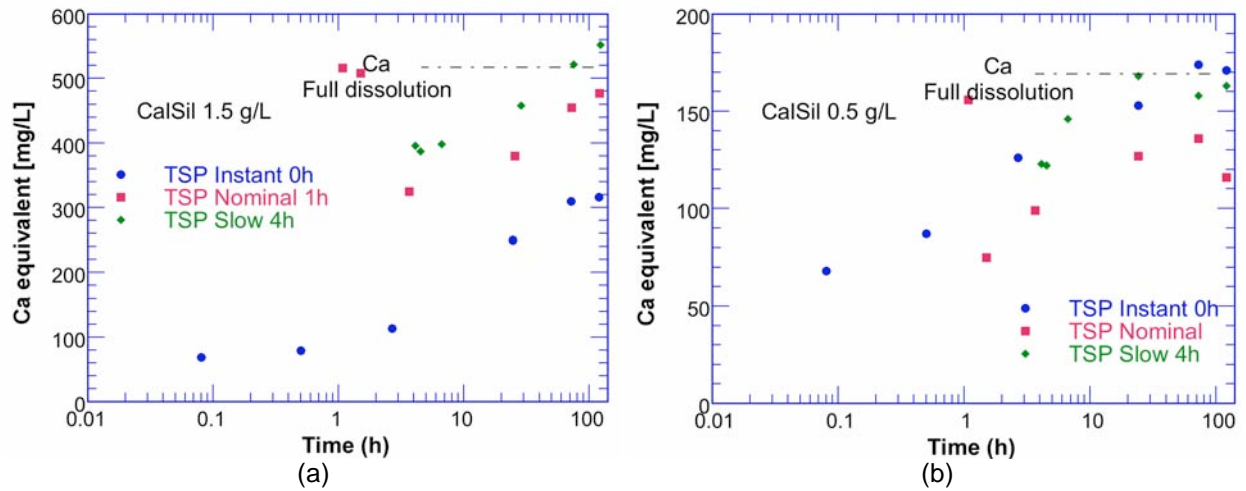 600
500
400
300
200
100
0
Ca equivalent [mg/L]
Ca
Full dissolution
CalSil 1.5 g/L
TSP Instant 0h
TSP Nominal 1h
TSP Slow 4h
0.01
0.1
1
10
100
Time (h)
(a)
200
150
100
50
0
Ca equivalent [mg/L]
Ca
Full dissolution
CalSil 0.5 g/L
TSP Instant 0h
TSP Nominal
TSP Slow 4h
0.01
0.1
1
10
100
Time (h)
(b)